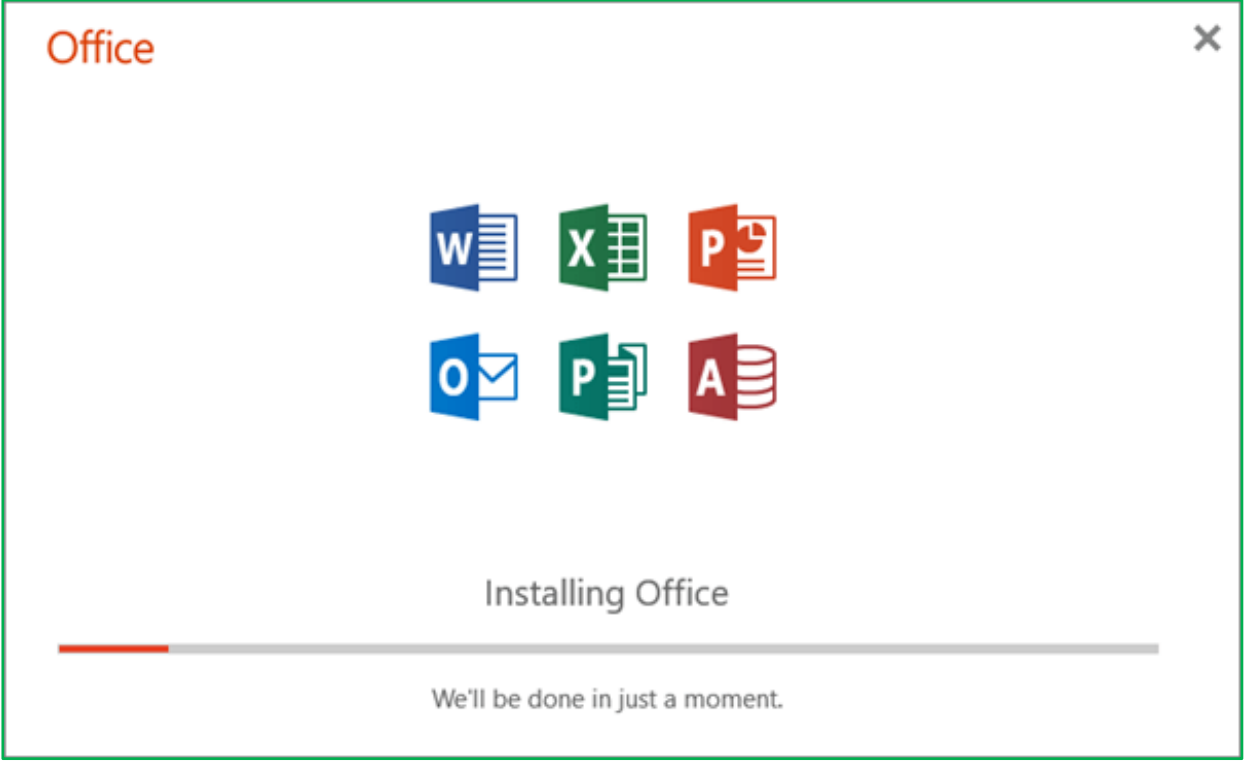 Office
W X P
O P A
Installing Office
We'll be done in just a moment.